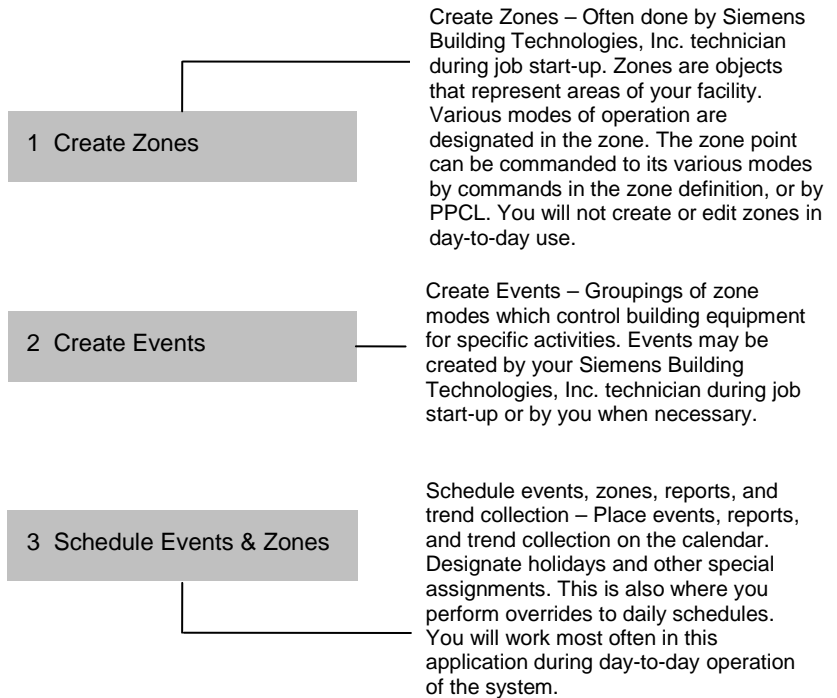 Create Zones – Often done by Siemens
Building Technologies, Inc. technician
during job start-up. Zones are objects
that represent areas of your facility.
Various modes of operation are
designated in the zone. The zone point
can be commanded to its various modes
by commands in the zone definition, or by
PPCL. You will not create or edit zones in
day-to-day use.
1 Create Zones
Create Events – Groupings of zone
modes which control building equipment
for specific activities. Events may be
created by your Siemens Building
Technologies, Inc. technician during job
start-up or by you when necessary.
2 Create Events
Schedule events, zones, reports, and
trend collection – Place events, reports,
and trend collection on the calendar.
Designate holidays and other special
assignments. This is also where you
perform overrides to daily schedules.
You will work most often in this
application during day-to-day operation
of the system.
3 Schedule Events & Zones